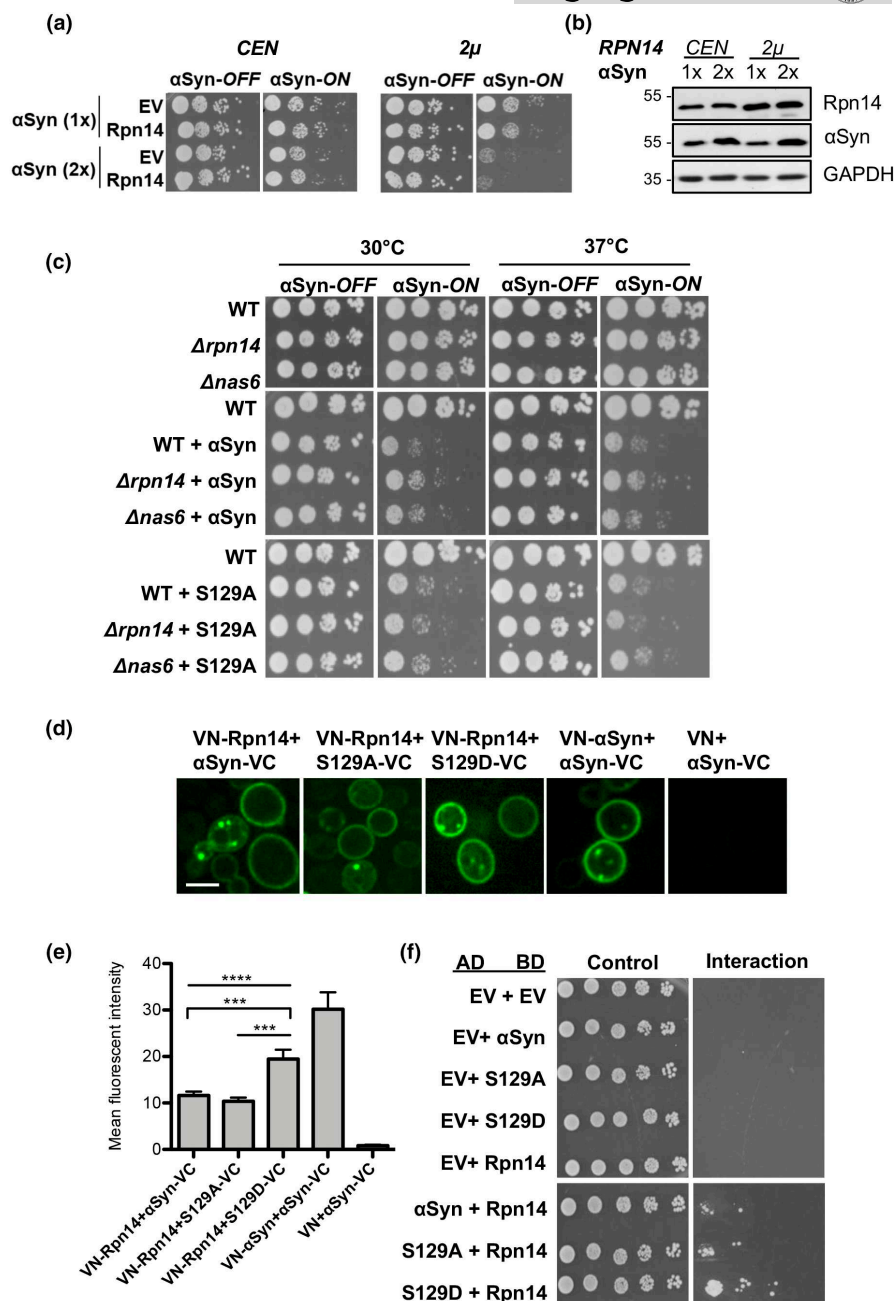 (a)
CEN 2μ
αSyn-OFF αSyn-ON αSyn-OFF αSyn-ON
αSyn (1x) EV
Rpn14
αSyn (2x) EV
Rpn14
(b)
RPN14 CEN 2μ
αSyn 1x 2x 1x 2x
55 - Rpn14
55 - αSyn
35 - GAPDH
(c)
30°C 37°C
αSyn-OFF αSyn-ON αSyn-OFF αSyn-ON
WT
Δrpn14
Δnas6
WT
WT + αSyn
Δrpn14 + αSyn
Δnas6 + αSyn
WT
WT + S129A
Δrpn14 + S129A
Δnas6 + S129A
(d)
VN-Rpn14+ VN-Rpn14+ VN-Rpn14+ VN-αSyn+ VN+
αSyn-VC S129A-VC S129D-VC αSyn-VC αSyn-VC
(e)
Mean fluorescent intensity
40
30
20
10
0
****
***
***
VN-Rpn14+αSyn-VC
VN-Rpn14+S129A-VC
VN-Rpn14+S129D-VC
VN-αSyn+αSyn-VC
VN+αSyn-VC
(f)
AD BD Control Interaction
EV + EV
EV+ αSyn
EV+ S129A
EV+ S129D
EV+ Rpn14
αSyn + Rpn14
S129A + Rpn14
S129D + Rpn14